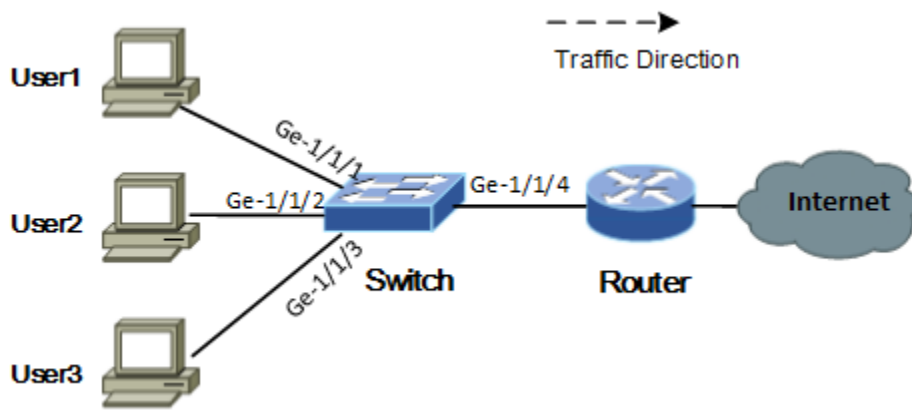 Traffic Direction
User1
Ge-1/1/1
User2
Ge-1/1/2
Ge-1/1/4
Internet
Ge-1/1/3
Switch
Router
User3